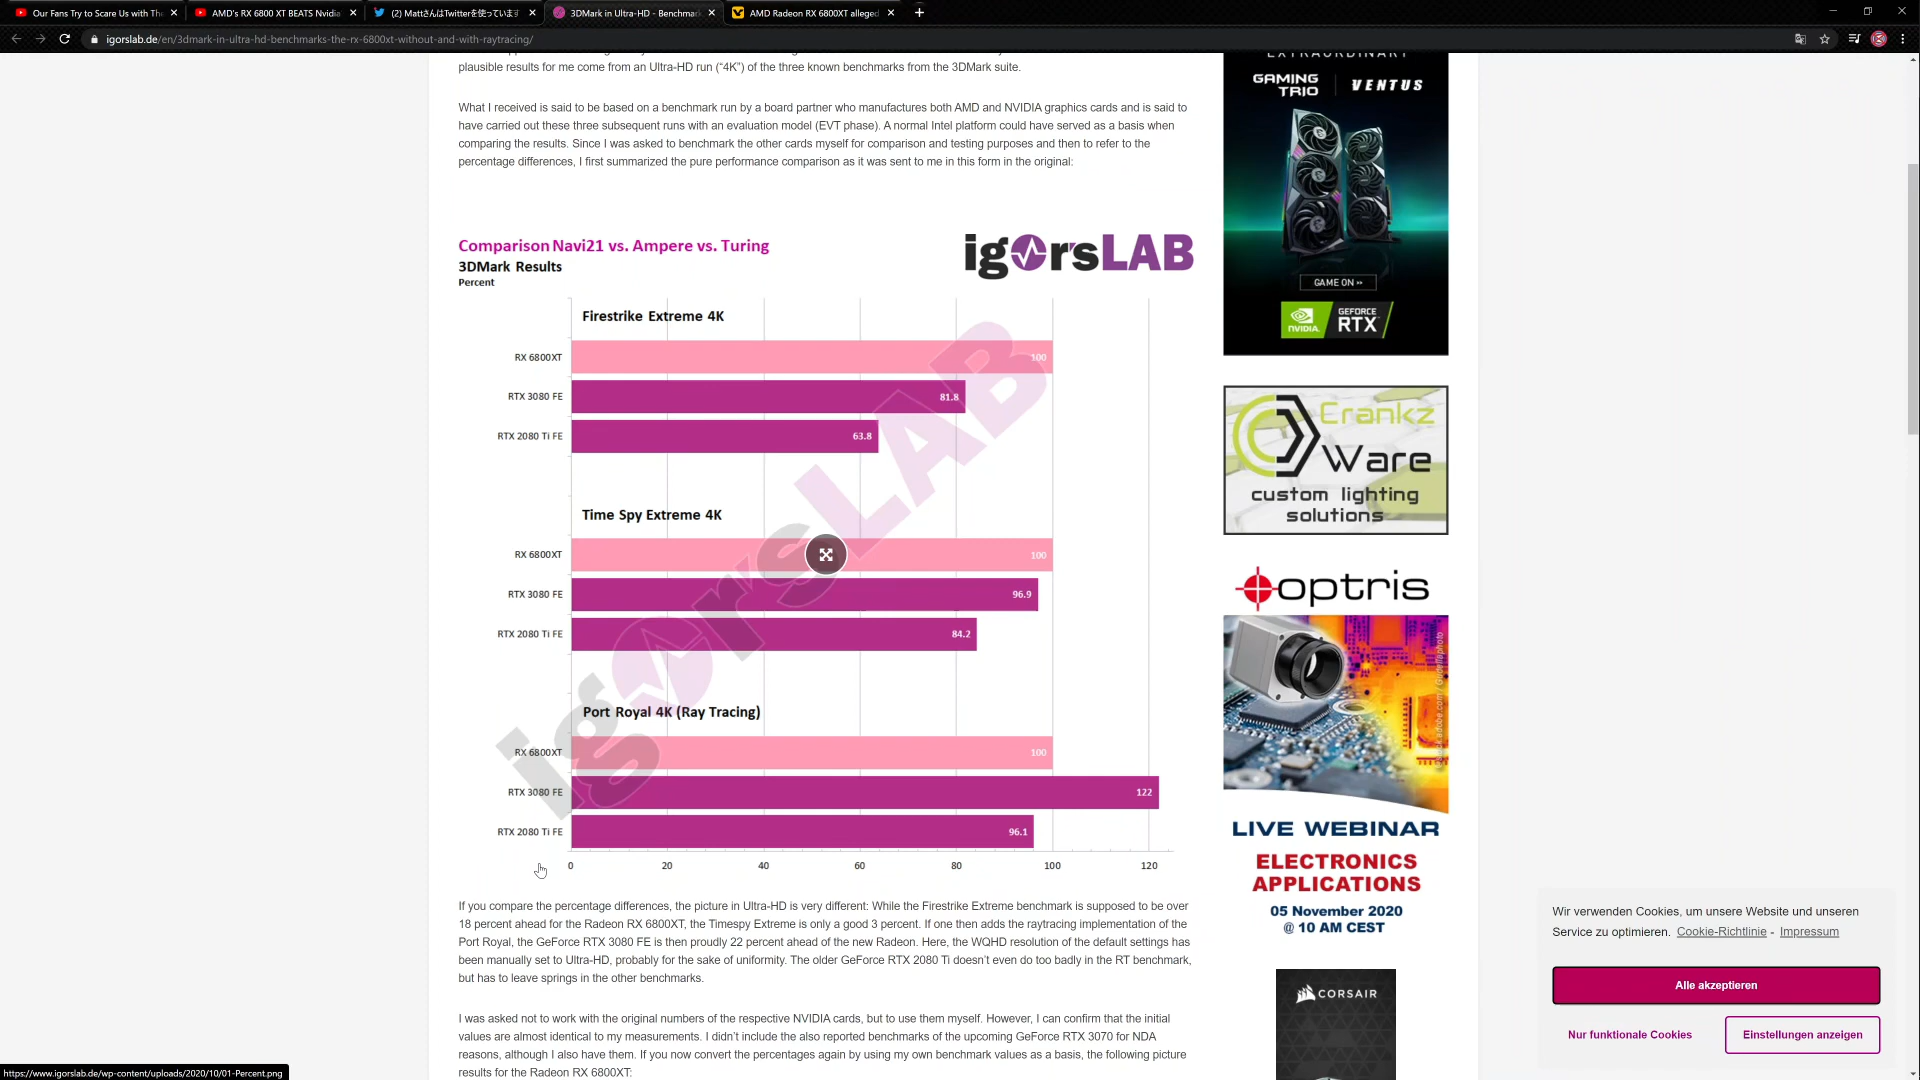 Our Fans Try to Scare Us with The
AMD's RX 6800 XT BEATS Nvidia
(2) MattさんはTwitterを使っています
3DMark in Ultra-HD - Benchmar
AMD Radeon RX 6800XT alleged
igorslab.de/en/3dmark-in-ultra-hd-benchmarks-the-rx-6800xt-without-and-with-raytracing/
plausible results for me come from an Ultra-HD run (“4K”) of the three known benchmarks from the 3DMark suite.
What I received is said to be based on a benchmark run by a board partner who manufactures both AMD and NVIDIA graphics cards and is said to
have carried out these three subsequent runs with an evaluation model (EVT phase). A normal Intel platform could have served as a basis when
comparing the results. Since I was asked to benchmark the other cards myself for comparison and testing purposes and then to refer to the
percentage differences, I first summarized the pure performance comparison as it was sent to me in this form in the original:
Comparison Navi21 vs. Ampere vs. Turing
3DMark Results
Percent
igorsLAB
Firestrike Extreme 4K
RX 6800XT 100
RTX 3080 FE 81.8
RTX 2080 Ti FE 63.8
Time Spy Extreme 4K
RX 6800XT 100
RTX 3080 FE 96.9
RTX 2080 Ti FE 84.2
Port Royal 4K (Ray Tracing)
RX 6800XT 100
RTX 3080 FE 122
RTX 2080 Ti FE 96.1
0 20 40 60 80 100 120
igorsLAB
If you compare the percentage differences, the picture in Ultra-HD is very different: While the Firestrike Extreme benchmark is supposed to be over
18 percent ahead for the Radeon RX 6800XT, the Timespy Extreme is only a good 3 percent. If one then adds the raytracing implementation of the
Port Royal, the GeForce RTX 3080 FE is then proudly 22 percent ahead of the new Radeon. Here, the WQHD resolution of the default settings has
been manually set to Ultra-HD, probably for the sake of uniformity. The older GeForce RTX 2080 Ti doesn’t even do too badly in the RT benchmark,
but has to leave springs in the other benchmarks.
I was asked not to work with the original numbers of the respective NVIDIA cards, but to use them myself. However, I can confirm that the initial
values are almost identical to my measurements. I didn’t include the also reported benchmarks of the upcoming GeForce RTX 3070 for NDA
reasons, although I also have them. If you now convert the percentages again by using my own benchmark values as a basis, the following picture
results for the Radeon RX 6800XT:
EXTRAORDINARY
GAMING TRIO | VENTUS
GAME ON
NVIDIA GEFORCE RTX
Crankz
Ware
custom lighting
solutions
optris
LIVE WEBINAR
ELECTRONICS
APPLICATIONS
05 November 2020
@ 10 AM CEST
CORSAIR
Wir verwenden Cookies, um unsere Website und unseren
Service zu optimieren. Cookie-Richtlinie - Impressum
Alle akzeptieren
Nur funktionale Cookies
Einstellungen anzeigen
https://www.igorslab.de/wp-content/uploads/2020/10/01-Percent.png